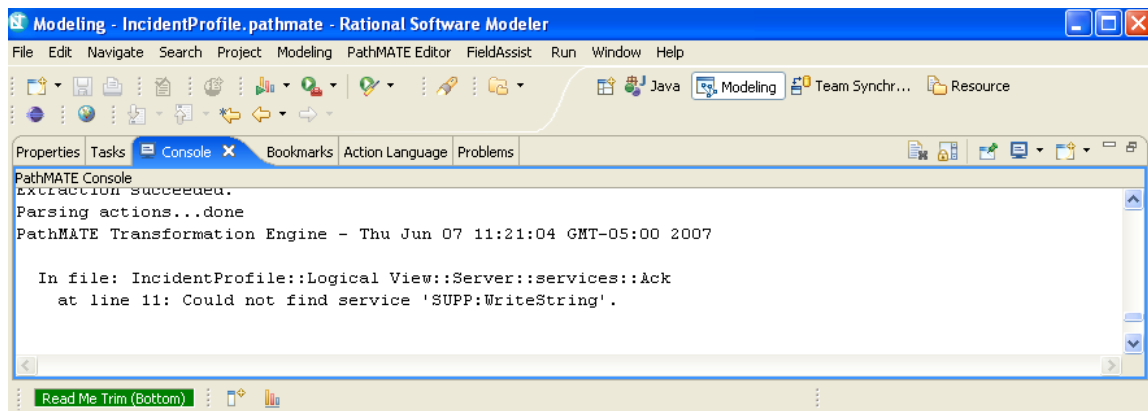 Modeling - IncidentProfile.pathmate - Rational Software Modeler
File Edit Navigate Search Project Modeling PathMATE Editor FieldAssist Run Window Help
Java Modeling Team Synchr... Resource
Properties Tasks Console Bookmarks Action Language Problems
PathMATE Console
Extraction succeeded.
Parsing actions...done
PathMATE Transformation Engine - Thu Jun 07 11:21:04 GMT-05:00 2007
In file: IncidentProfile::Logical View::Server::services::Ack
at line 11: Could not find service 'SUPP:WriteString'.
Read Me Trim (Bottom)